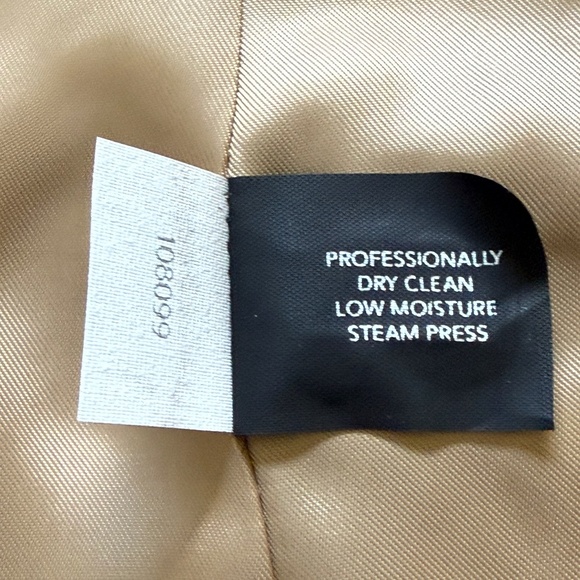 108099
PROFESSIONALLY
DRY CLEAN
LOW MOISTURE
STEAM PRESS